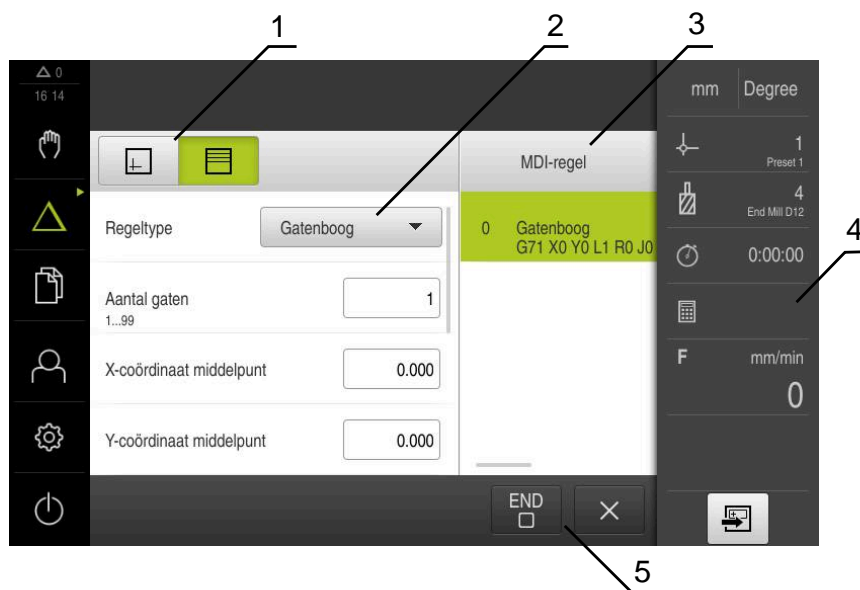 1
2
3
0
16 14
mm Degree
1
Preset 1
MDI-regel
4
End Mill D12
Regeltype Gatenboog
0 Gatenboog
G71 X0 Y0 L1 R0 J0
4
0:00:00
Aantal gaten 1
1...99
F mm/min
0
X-coördinaat middelpunt 0.000
Y-coördinaat middelpunt 0.000
END
5